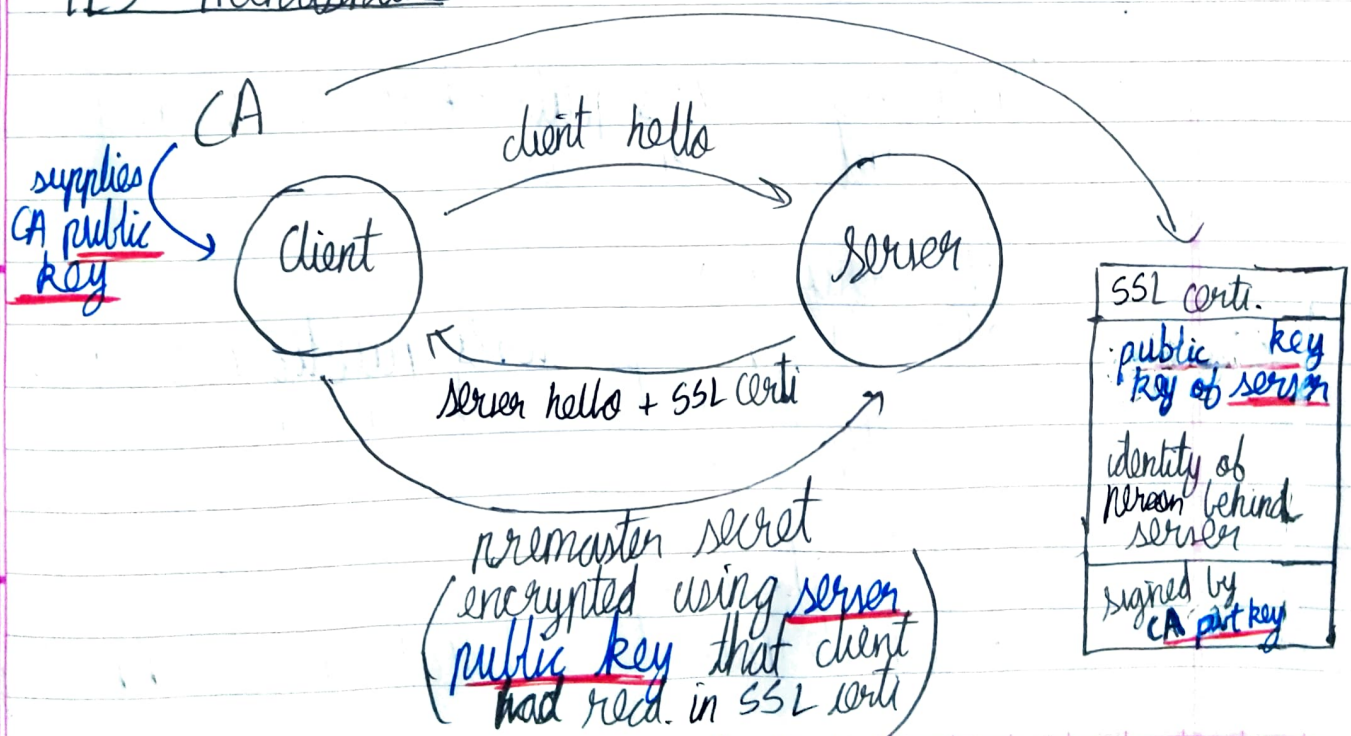 CA
client hello
supplies
CA public
key
client
server
SSL certi.
public key
key of server
identity of
person behind
server
signed by
CA pvt key
server hello + SSL certi
premaster secret
(encrypted using server
public key that client
had recd. in SSL certi)